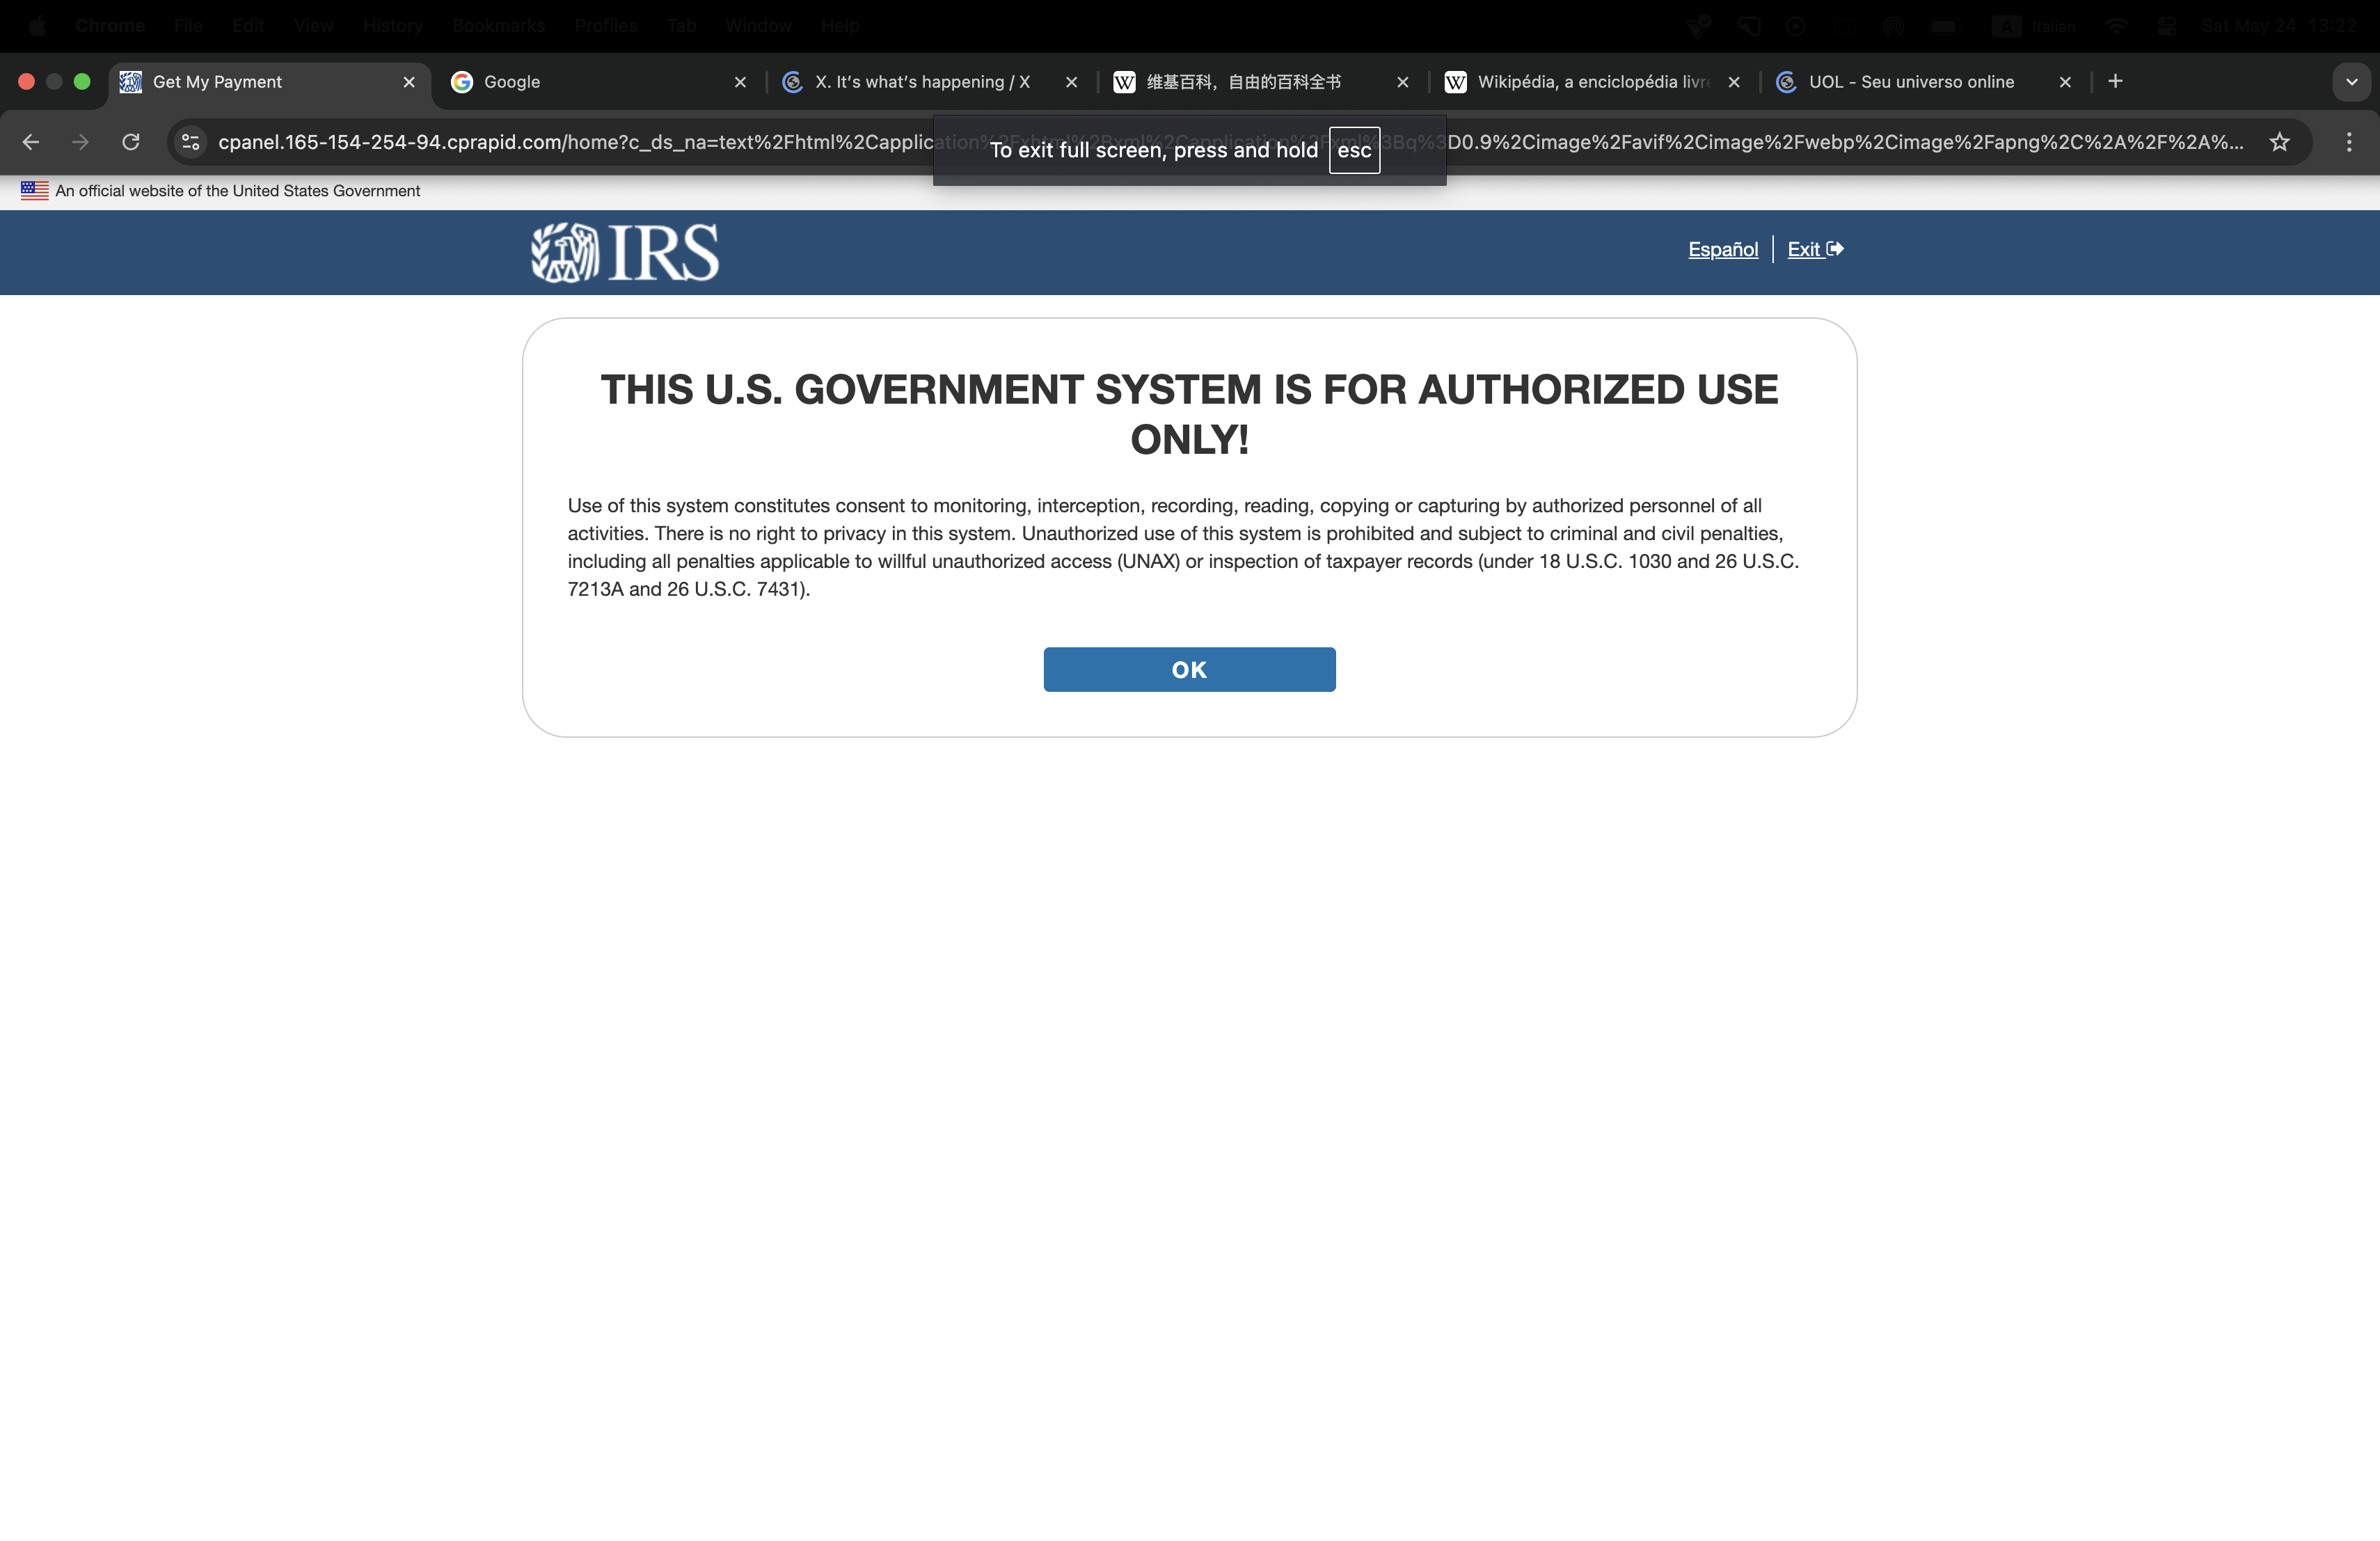 Chrome File Edit View History Bookmarks Profiles Tab Window Help Italian Sat May 24 13:22
Get My Payment Google X. It's what's happening / X 维基百科，自由的百科全书 Wikipédia, a enciclopédia livre UOL - Seu universo online
cpanel.165-154-254-94.cprapid.com/home?c_ds_na=text%2Fhtml%2Capplication%2Fxhtml%2Bxml%2Capplication%2Fxml%3Bq%3D0.9%2Cimage%2Favif%2Cimage%2Fwebp%2Cimage%2Fapng%2C%2A%2F%2A%...
To exit full screen, press and hold esc
An official website of the United States Government
IRS
Español Exit
THIS U.S. GOVERNMENT SYSTEM IS FOR AUTHORIZED USE
ONLY!
Use of this system constitutes consent to monitoring, interception, recording, reading, copying or capturing by authorized personnel of all
activities. There is no right to privacy in this system. Unauthorized use of this system is prohibited and subject to criminal and civil penalties,
including all penalties applicable to willful unauthorized access (UNAX) or inspection of taxpayer records (under 18 U.S.C. 1030 and 26 U.S.C.
7213A and 26 U.S.C. 7431).
OK